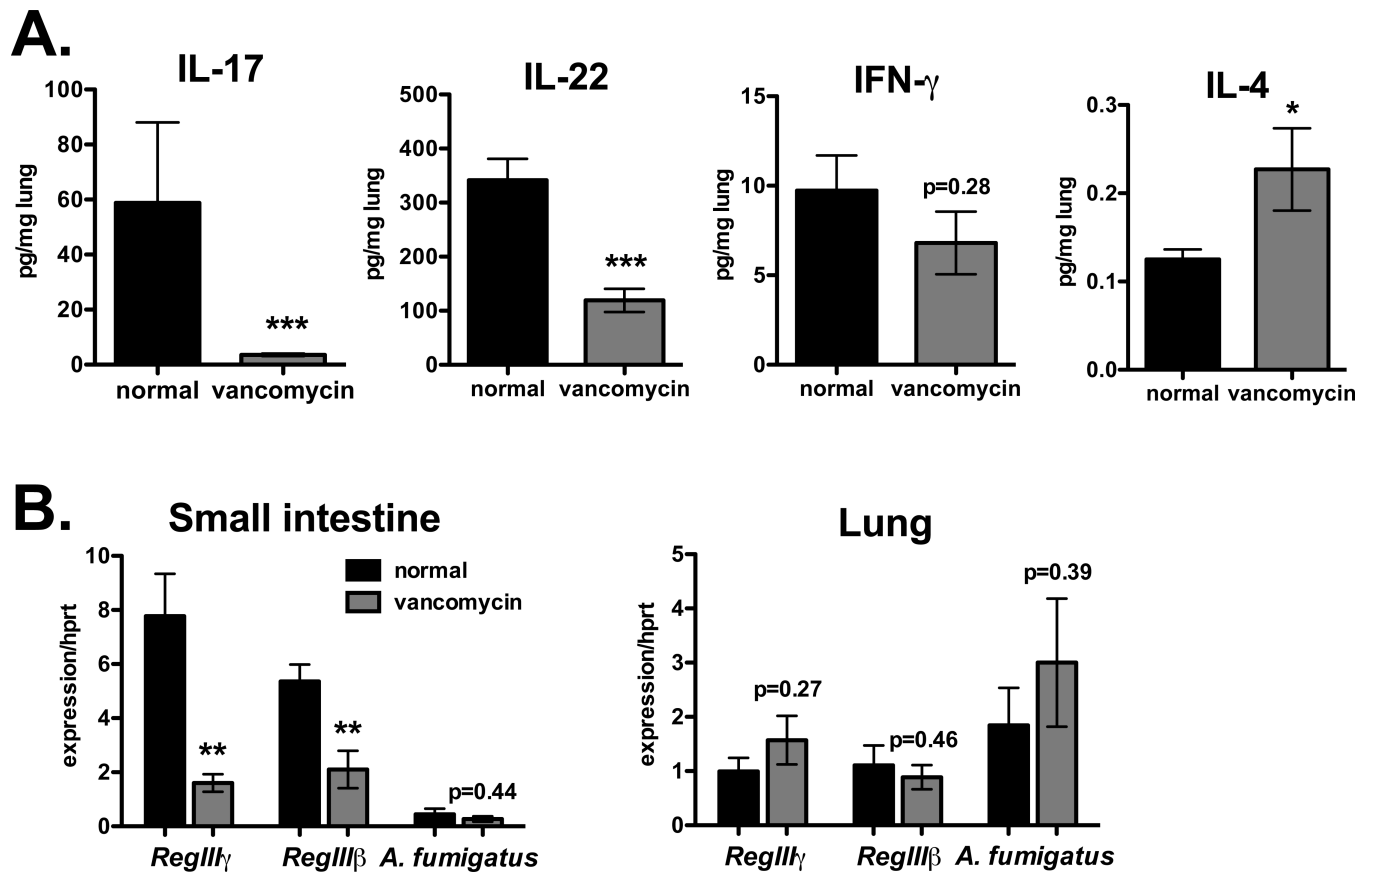 A.
IL-17
pg/mg lung
100
80
60
40
20
0
***
normal vancomycin
IL-22
pg/mg lung
500
400
300
200
100
0
***
normal vancomycin
IFN-γ
pg/mg lung
15
10
5
0
p=0.28
normal vancomycin
IL-4
pg/mg lung
0.3
0.2
0.1
0.0
*
normal vancomycin
B.
Small intestine
expression/hprt
10
8
6
4
2
0
normal
vancomycin
**
**
p=0.44
RegIIIγ RegIIIβ A. fumigatus
Lung
expression/hprt
5
4
3
2
1
0
p=0.27
p=0.46
p=0.39
RegIIIγ RegIIIβ A. fumigatus